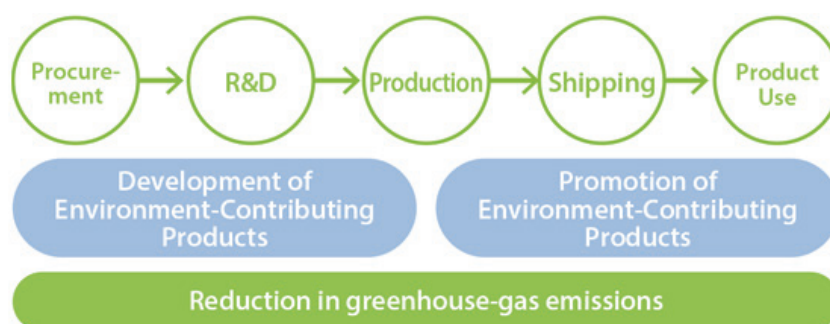 Procure-
ment
R&D
Production
Shipping
Product
Use
Development of
Environment-Contributing
Products
Promotion of
Environment-Contributing
Products
Reduction in greenhouse-gas emissions